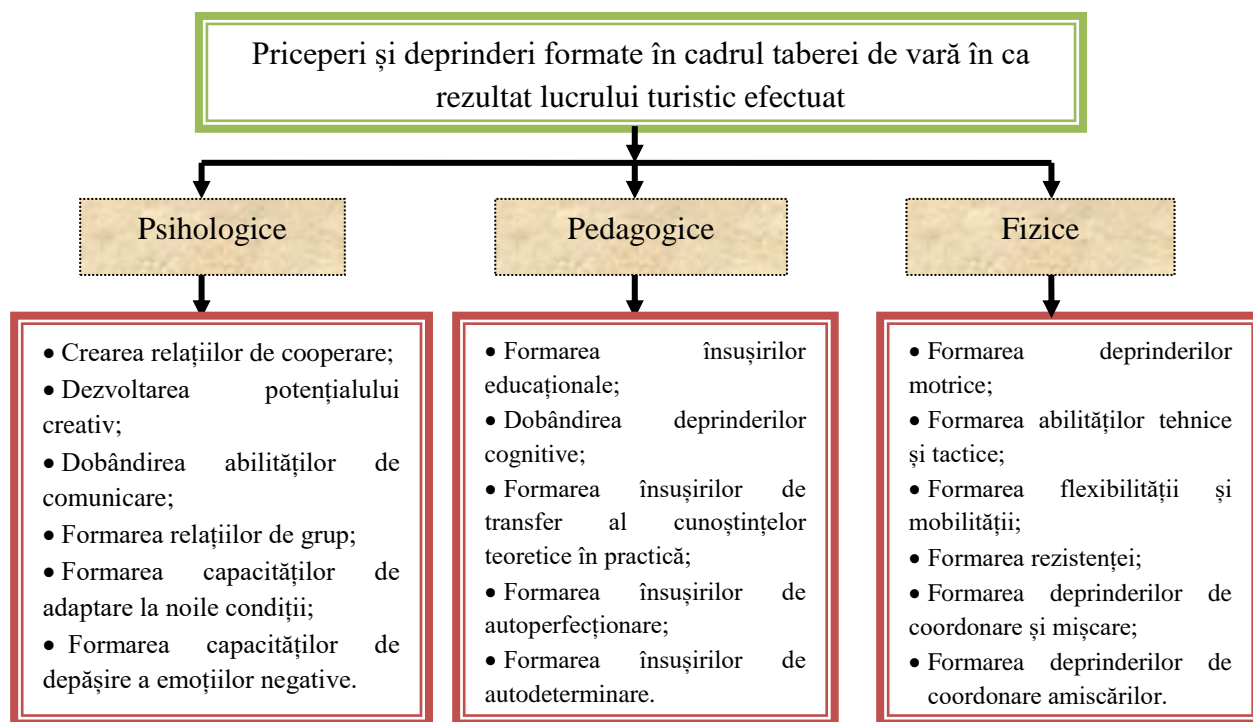 Priceperi și deprinderi formate în cadrul taberei de vară în ca
rezultat lucrului turistic efectuat
Psihologice
Pedagogice
Fizice
• Crearea relațiilor de cooperare;
• Dezvoltarea potențialului
creativ;
• Dobândirea abilităților de
comunicare;
• Formarea relațiilor de grup;
• Formarea capacităților de
adaptare la noile condiții;
• Formarea capacităților de
depășire a emoțiilor negative.
• Formarea însușirilor
educaționale;
• Dobândirea deprinderilor
cognitive;
• Formarea însușirilor de
transfer al cunoștințelor
teoretice în practică;
• Formarea însușirilor de
autoperfecționare;
• Formarea însușirilor de
autodeterminare.
• Formarea deprinderilor
motrice;
• Formarea abilităților tehnice
și tactice;
• Formarea flexibilității și
mobilității;
• Formarea rezistenței;
• Formarea deprinderilor de
coordonare și mișcare;
• Formarea deprinderilor de
coordonare amiscărilor.